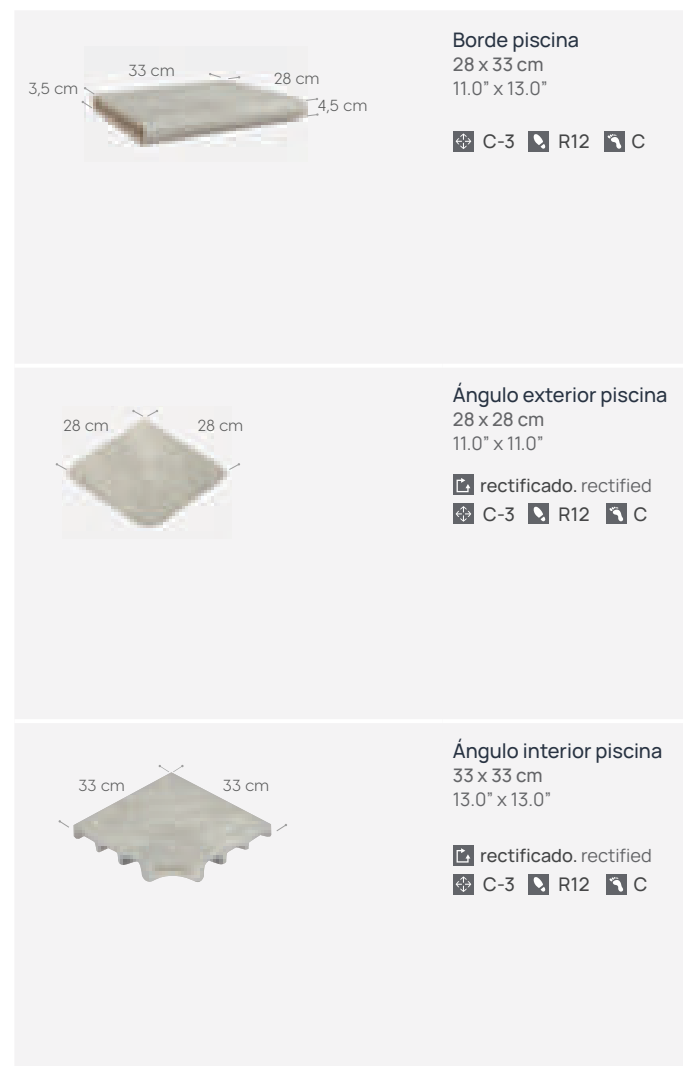 33 cm
28 cm
3,5 cm
4,5 cm
Borde piscina
28 x 33 cm
11.0” x 13.0”
C-3 R12 C
28 cm
28 cm
Ángulo exterior piscina
28 x 28 cm
11.0” x 11.0”
rectificado. rectified
C-3 R12 C
33 cm
33 cm
Ángulo interior piscina
33 x 33 cm
13.0” x 13.0”
rectificado. rectified
C-3 R12 C